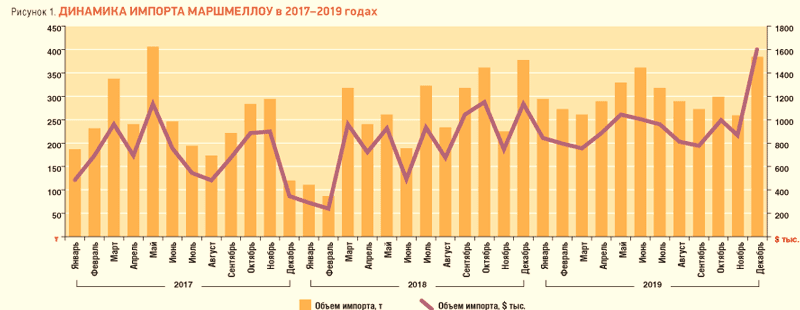 Рисунок 1. ДИНАМИКА ИМПОРТА МАРШМЕЛЛОУ в 2017–2019 годах
450 1800
400 1600
350 1400
300 1200
250 1000
200 800
150 600
100 400
50 200
т $ тыс.
Январь Февраль Март Апрель Май Июнь Июль Август Сентябрь Октябрь Ноябрь Декабрь Январь Февраль Март Апрель Май Июнь Июль Август Сентябрь Октябрь Ноябрь Декабрь Январь Февраль Март Апрель Май Июнь Июль Август Сентябрь Октябрь Ноябрь Декабрь
2017 2018 2019
Объем импорта, т Объем импорта, $ тыс.